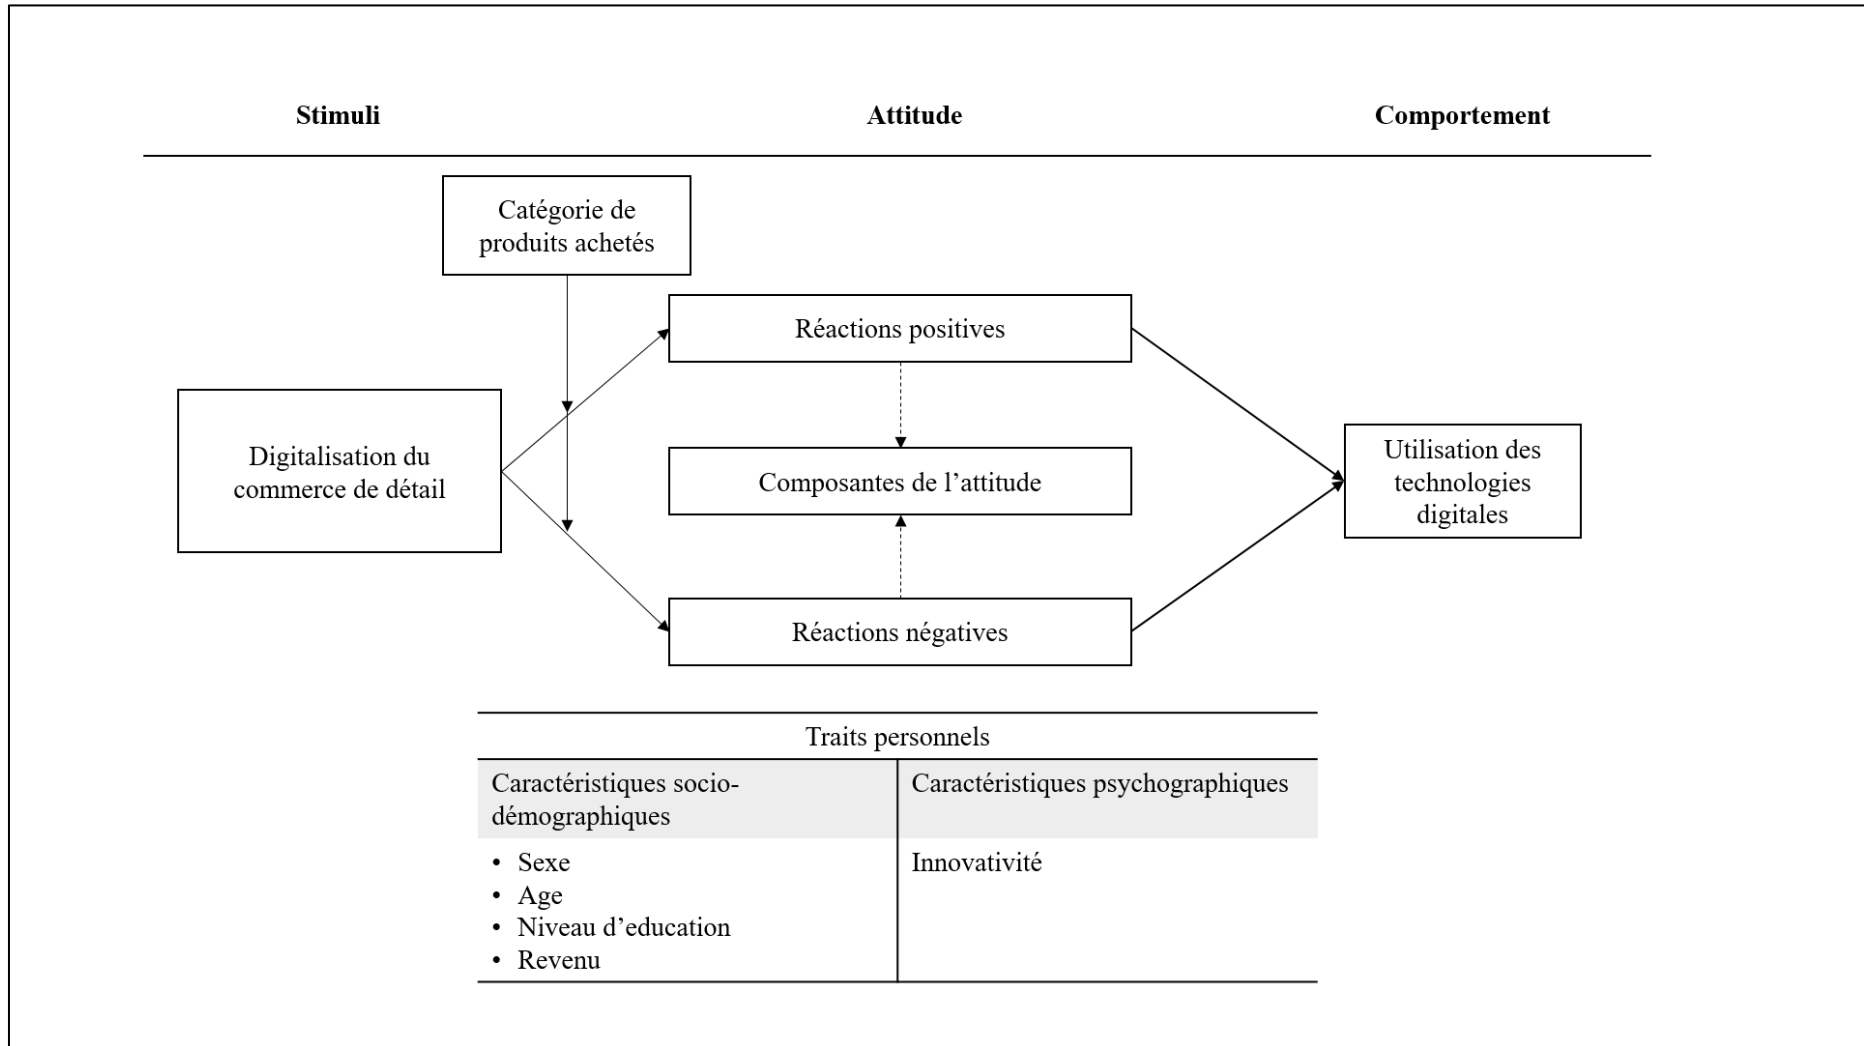 Stimuli
Attitude
Comportement
Catégorie de
produits achetés
Réactions positives
Digitalisation du
commerce de détail
Composantes de l’attitude
Utilisation des
technologies
digitales
Réactions négatives
Traits personnels
Caractéristiques socio-
démographiques
Caractéristiques psychographiques
• Sexe
• Age
• Niveau d’education
• Revenu
Innovativité